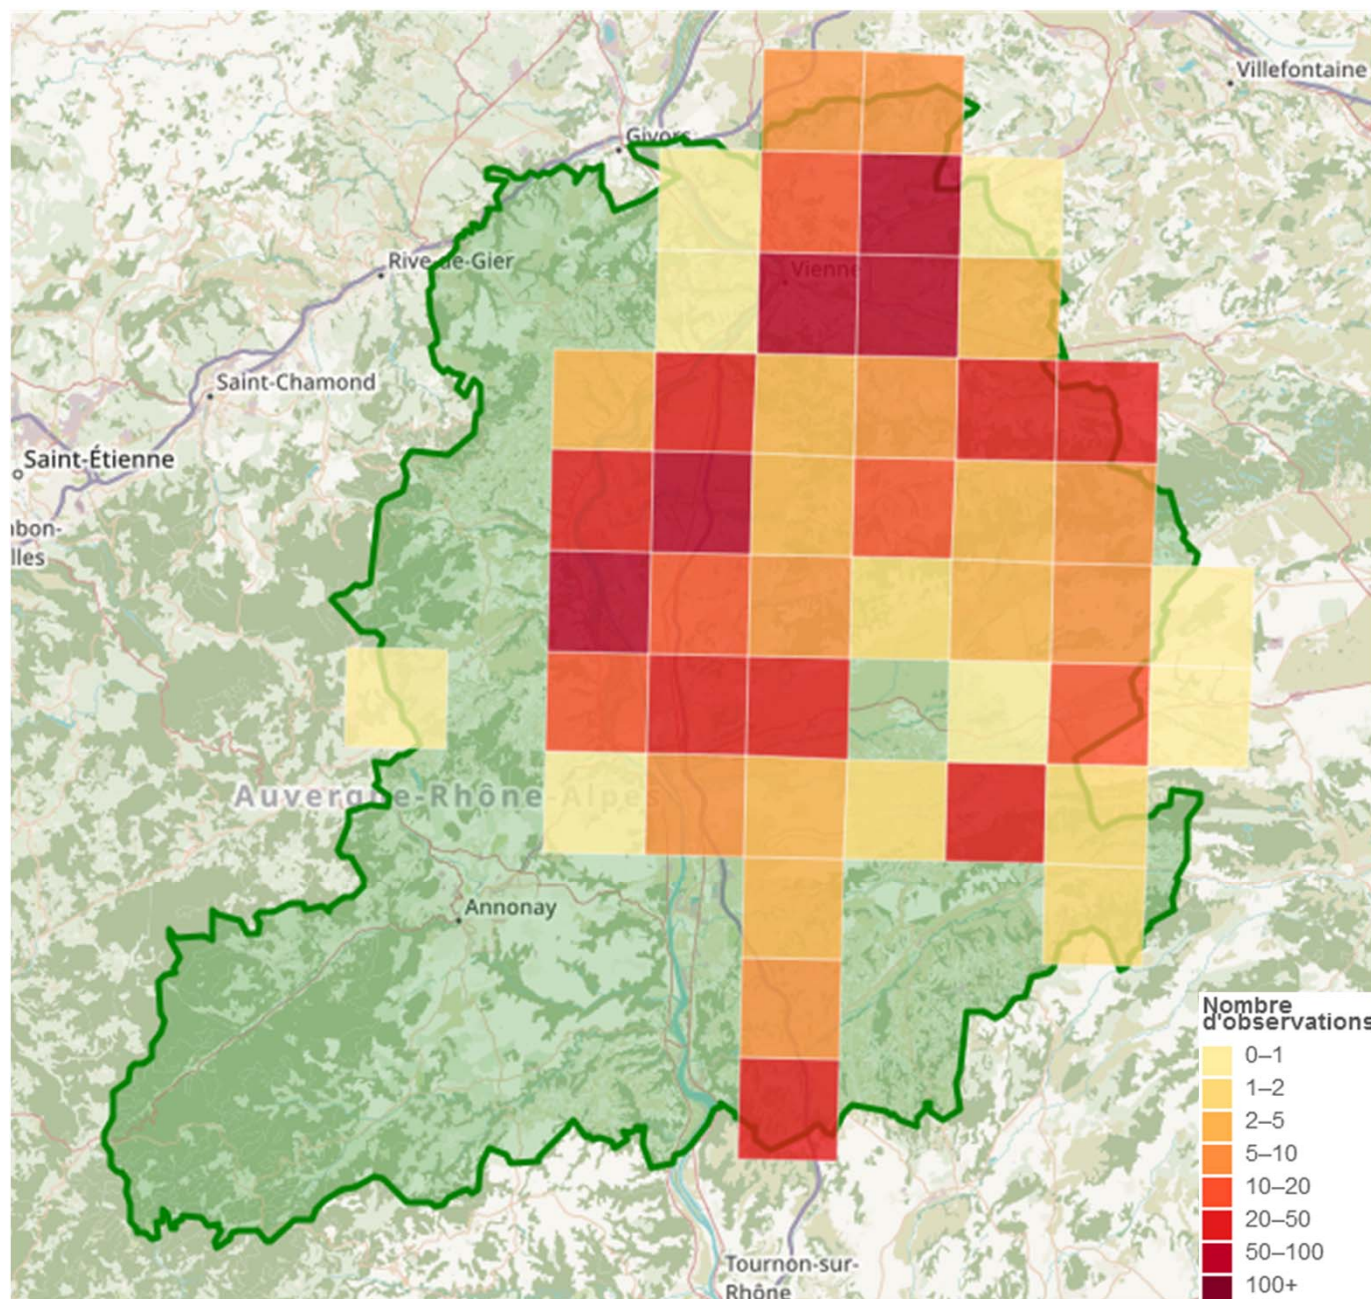 Villefontaine
Givors
Rive-de-Gier
Vienne
Saint-Chamond
Saint-Étienne
bon-
lles
Auvergne-Rhône-Alpes
Annonay
Nombre
d'observations
0–1
1–2
2–5
5–10
10–20
20–50
50–100
100+
Tournon-sur-
Rhône